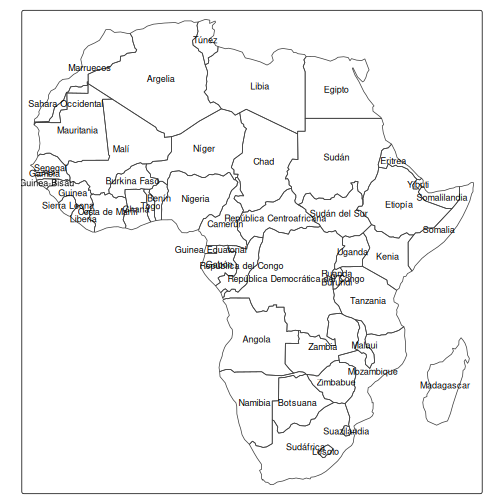 Túnez
Marruecos
Argelia
Libia
Egipto
Sahara Occidental
Mauritania
Malí
Níger
Chad
Sudán
Eritrea
Senegal
Gambia
Guinea-Bisáu
Guinea
Burkina Faso
Yibuti
Benín
Togo
Nigeria
Etiopía
Somalilandia
Sierra Leona
Costa de Marfil
Ghana
Liberia
República Centroafricana
Sudán del Sur
Camerún
Somalia
Guinea Ecuatorial
Uganda
Kenia
Gabón
República del Congo
Ruanda
República Democrática del Congo
Burundi
Tanzania
Angola
Zambia
Malaui
Mozambique
Zimbabue
Madagascar
Namibia
Botsuana
Suazilandia
Sudáfrica
Lesoto